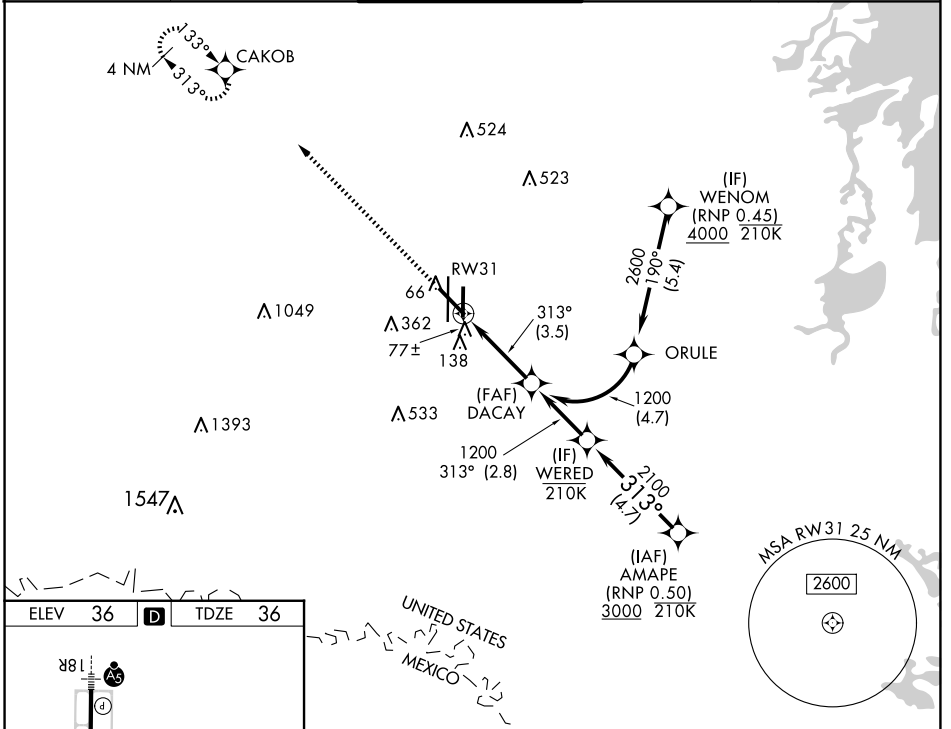 133°
CAKOB
4 NM
313°
524
523
(IF)
WENOM
(RNP 0.45)
4000 210K
2600
190°
(5.4)
RW31
66
1049
362
77±
138
313°
(3.5)
ORULE
(FAF)
DACAY
1200
(4.7)
533
1393
1200
313° (2.8)
(IF)
WERED
210K
2100
313°
(4.7)
1547
(IAF)
AMAPE
(RNP 0.50)
3000 210K
MSA RW31 25 NM
2600
UNITED STATES
MEXICO
ELEV 36 D TDZE 36
18R
A5
P